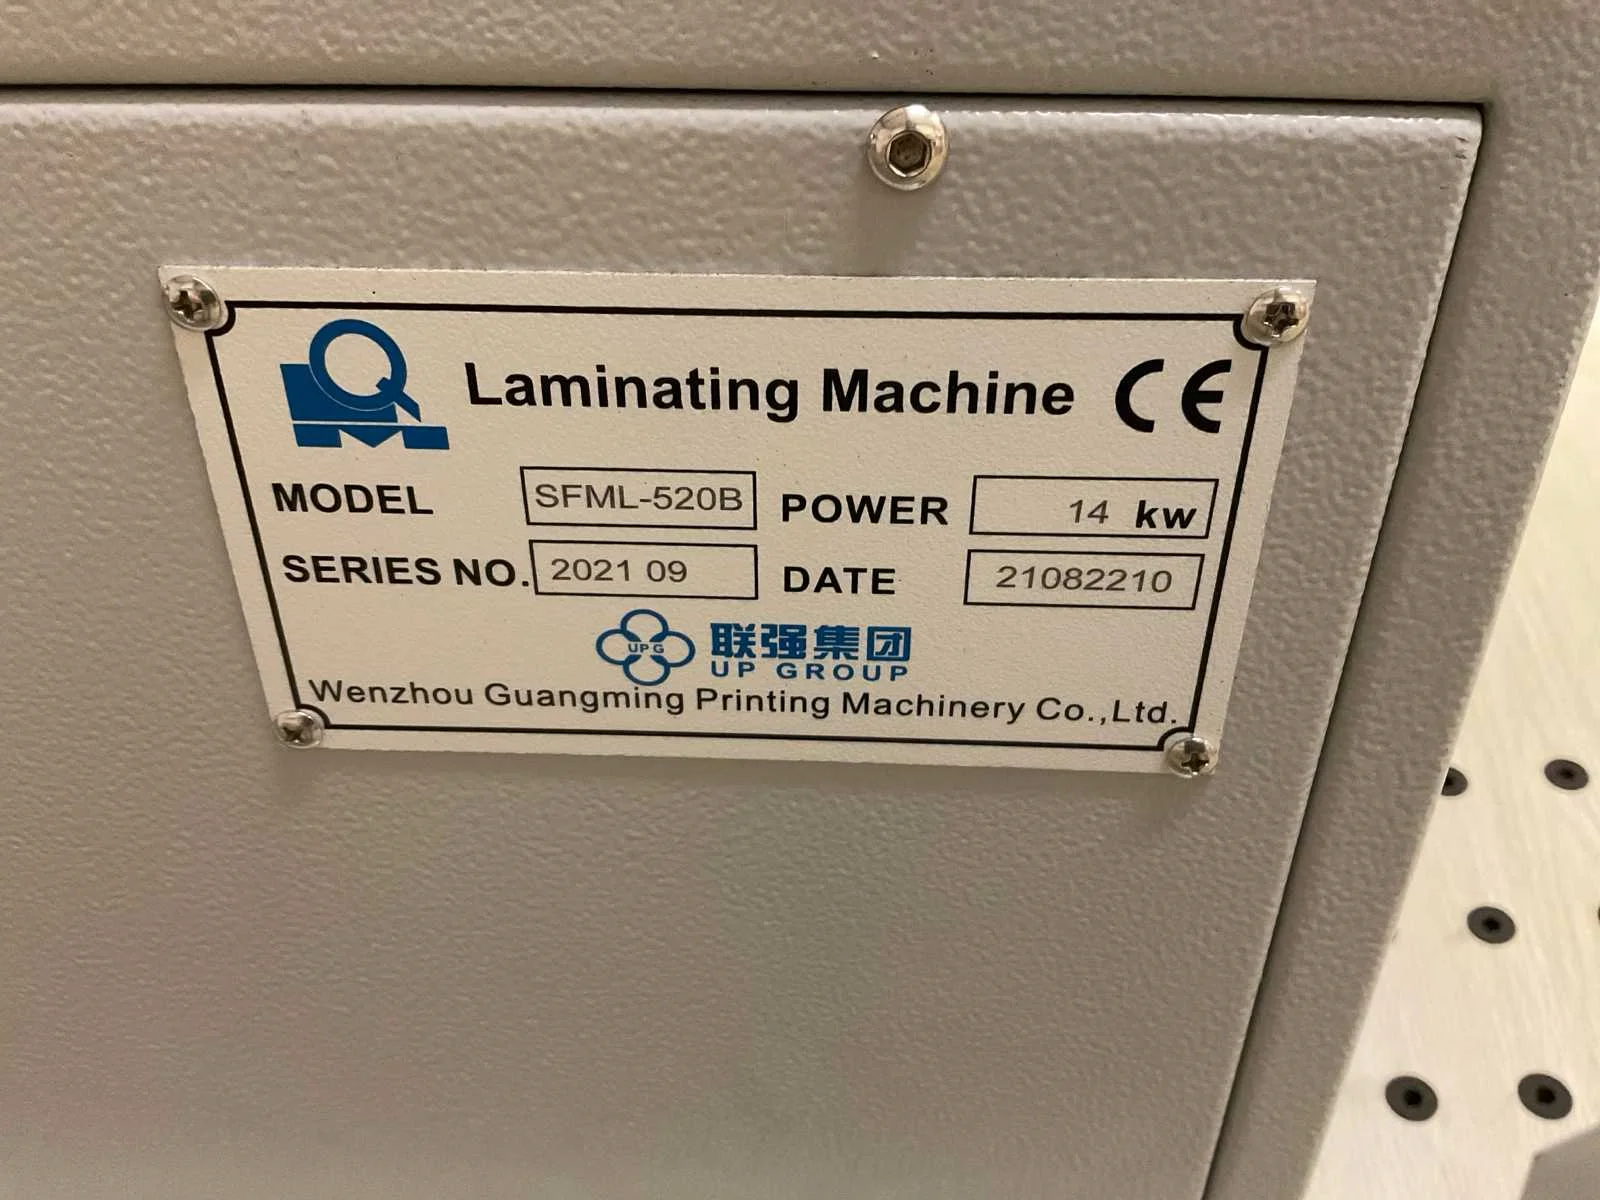 Laminating Machine CE
MODEL SFML-520B POWER 14 kw
SERIES NO. 2021 09 DATE 21082210
UPG 联强集团
UP GROUP
Wenzhou Guangming Printing Machinery Co.,Ltd.